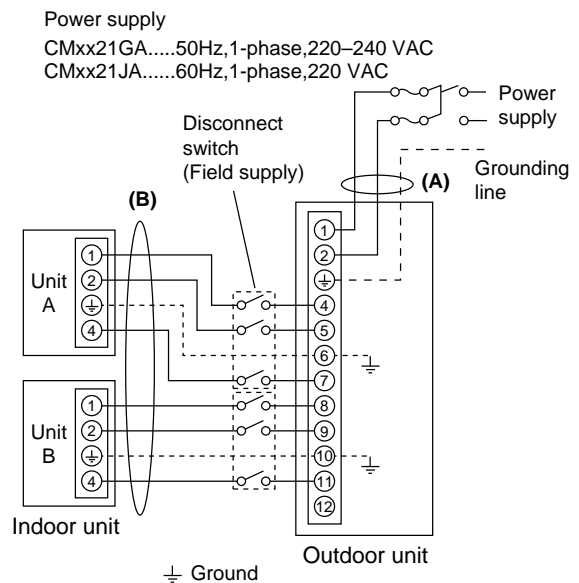 Power supply
CMxx21GA.....50Hz,1-phase,220–240 VAC
CMxx21JA......60Hz,1-phase,220 VAC
Power
supply
Disconnect
switch
(Field supply)
Grounding
line
(A)
(B)
Unit
A
1
2
4
Unit
B
1
2
4
1
2
4
5
6
7
8
9
10
11
12
Indoor unit
Outdoor unit
Ground